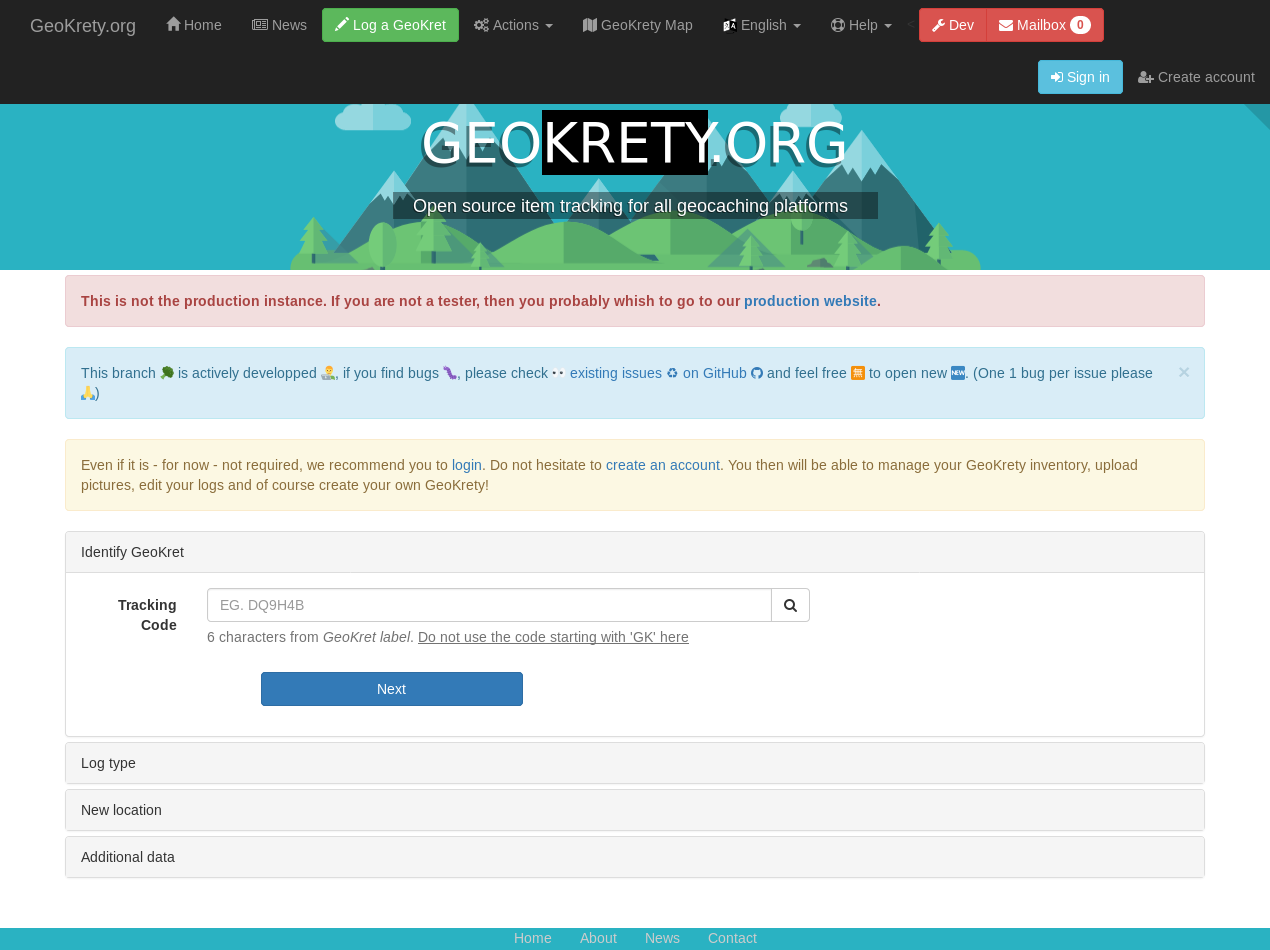 GeoKrety.org Home News Log a GeoKret Actions GeoKrety Map English Help Dev Mailbox 0
Sign in Create account
GEOKRETY.ORG
Open source item tracking for all geocaching platforms
This is not the production instance. If you are not a tester, then you probably whish to go to our production website.
This branch 🌳 is actively developped 👨‍💻, if you find bugs 🐛, please check 👀 existing issues ♻ on GitHub and feel free 🈚 to open new 🆕. (One 1 bug per issue please ×
🙏)
Even if it is - for now - not required, we recommend you to login. Do not hesitate to create an account. You then will be able to manage your GeoKrety inventory, upload
pictures, edit your logs and of course create your own GeoKrety!
Identify GeoKret
Tracking
Code
EG. DQ9H4B
6 characters from GeoKret label. Do not use the code starting with 'GK' here
Next
Log type
New location
Additional data
Home About News Contact